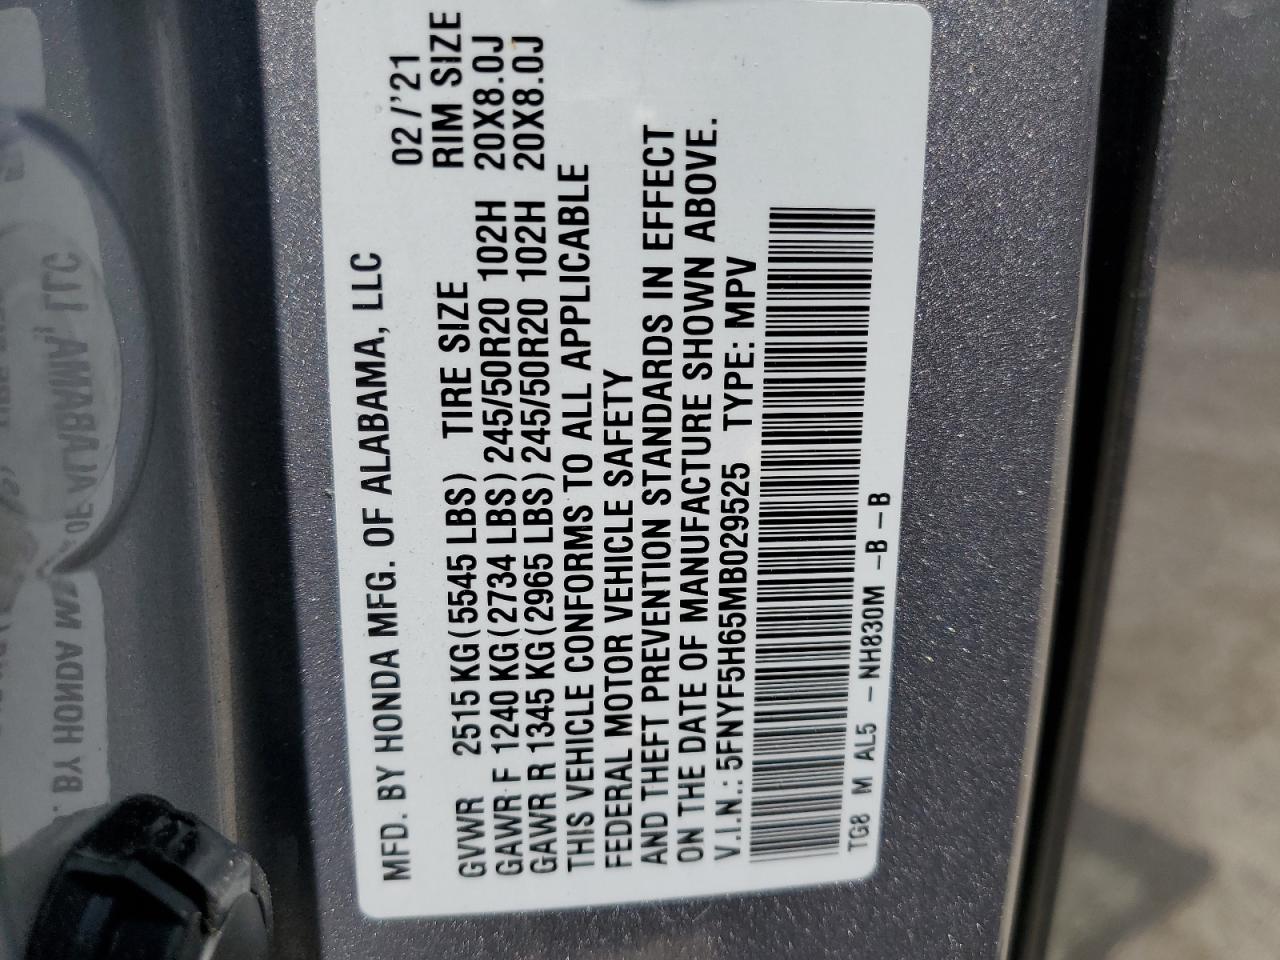 MFD. BY HONDA MFG. OF ALABAMA, LLC 02/'21
GVWR 2515 KG(5545 LBS) TIRE SIZE RIM SIZE
GAWR F 1240 KG(2734 LBS) 245/50R20 102H 20X8.0J
GAWR R 1345 KG(2965 LBS) 245/50R20 102H 20X8.0J
THIS VEHICLE CONFORMS TO ALL APPLICABLE
FEDERAL MOTOR VEHICLE SAFETY
AND THEFT PREVENTION STANDARDS IN EFFECT
ON THE DATE OF MANUFACTURE SHOWN ABOVE.
V.I.N.: 5FNYF5H65MB029525 TYPE: MPV
TG8 M AL5 -NH830M -B-B